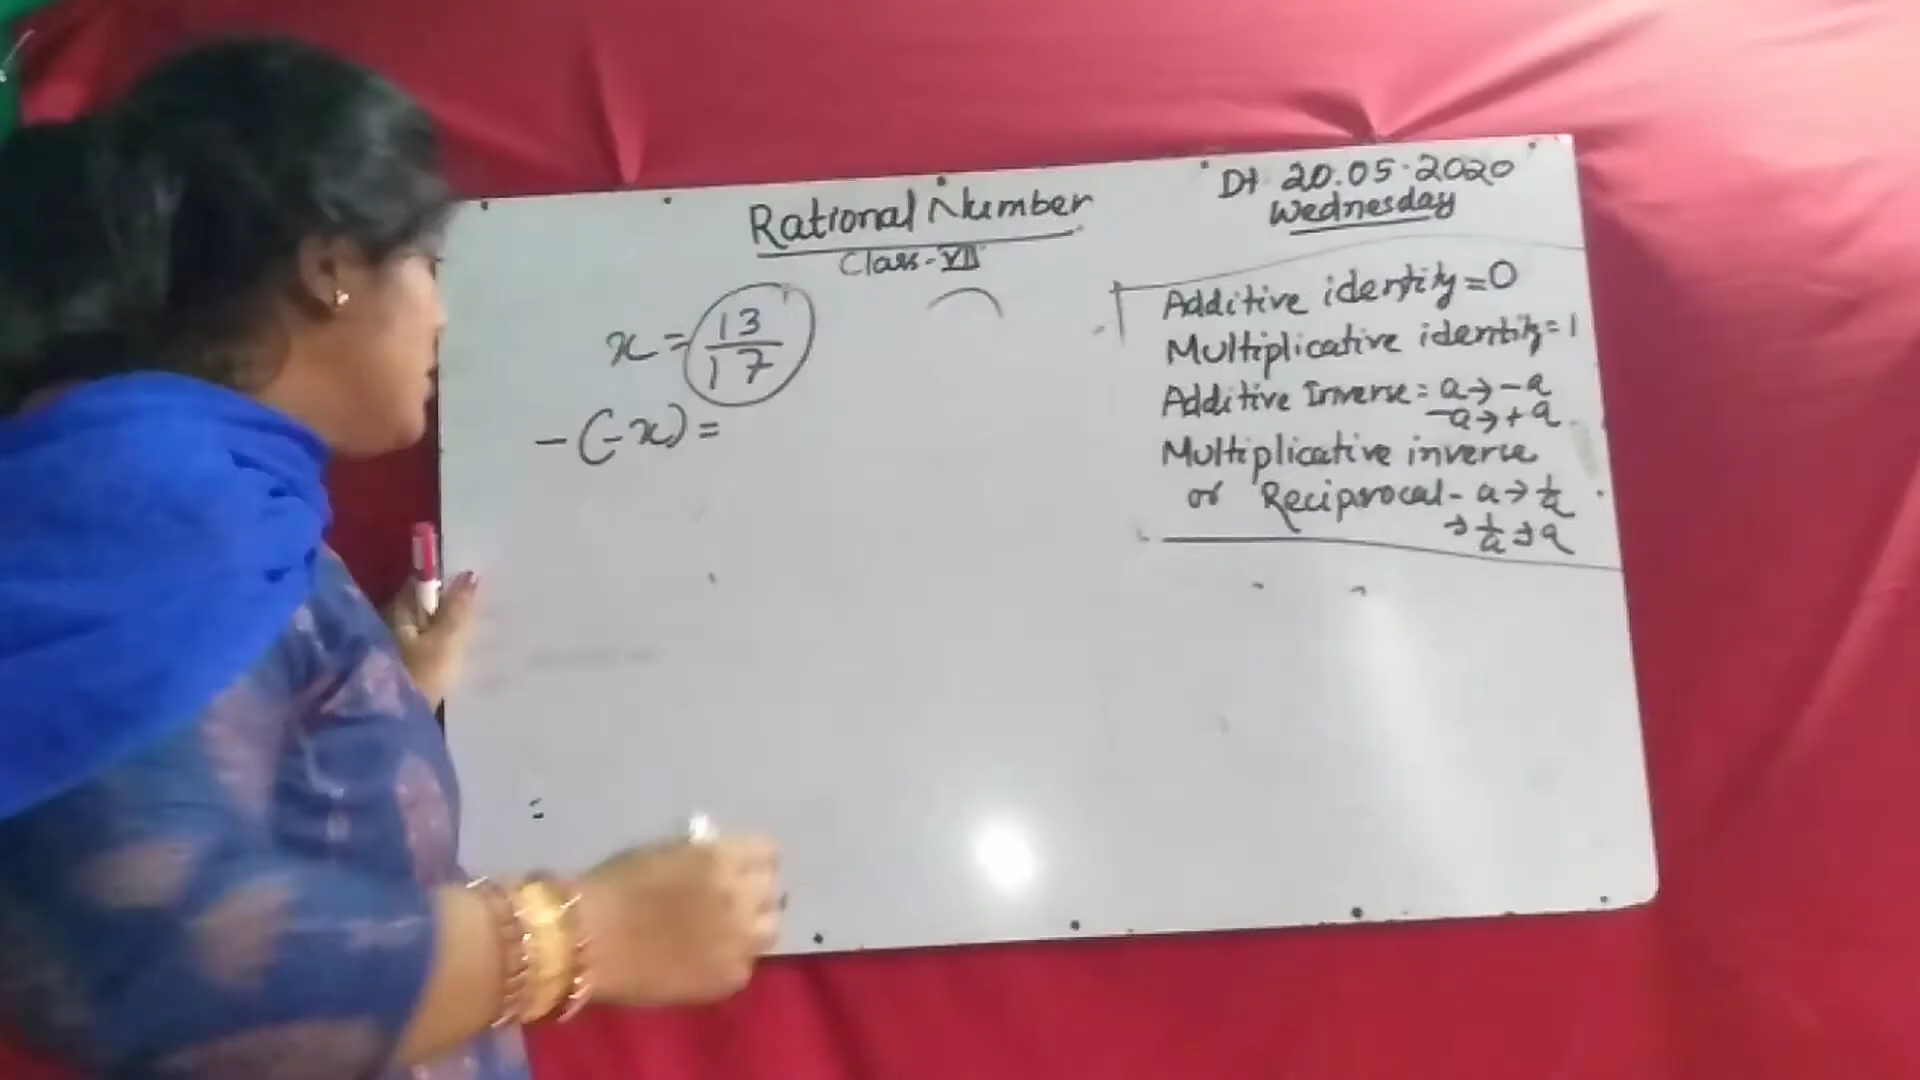 Rational Number
Class-VII
Dt 20.05.2020
Wednesday
x = 13/17
-(-x) =
=
Additive identity = 0
Multiplicative identity = 1
Additive Inverse = a → -a
-a → +a
Multiplicative inverse
or Reciprocal - a → 1/a
→ 1/a → a